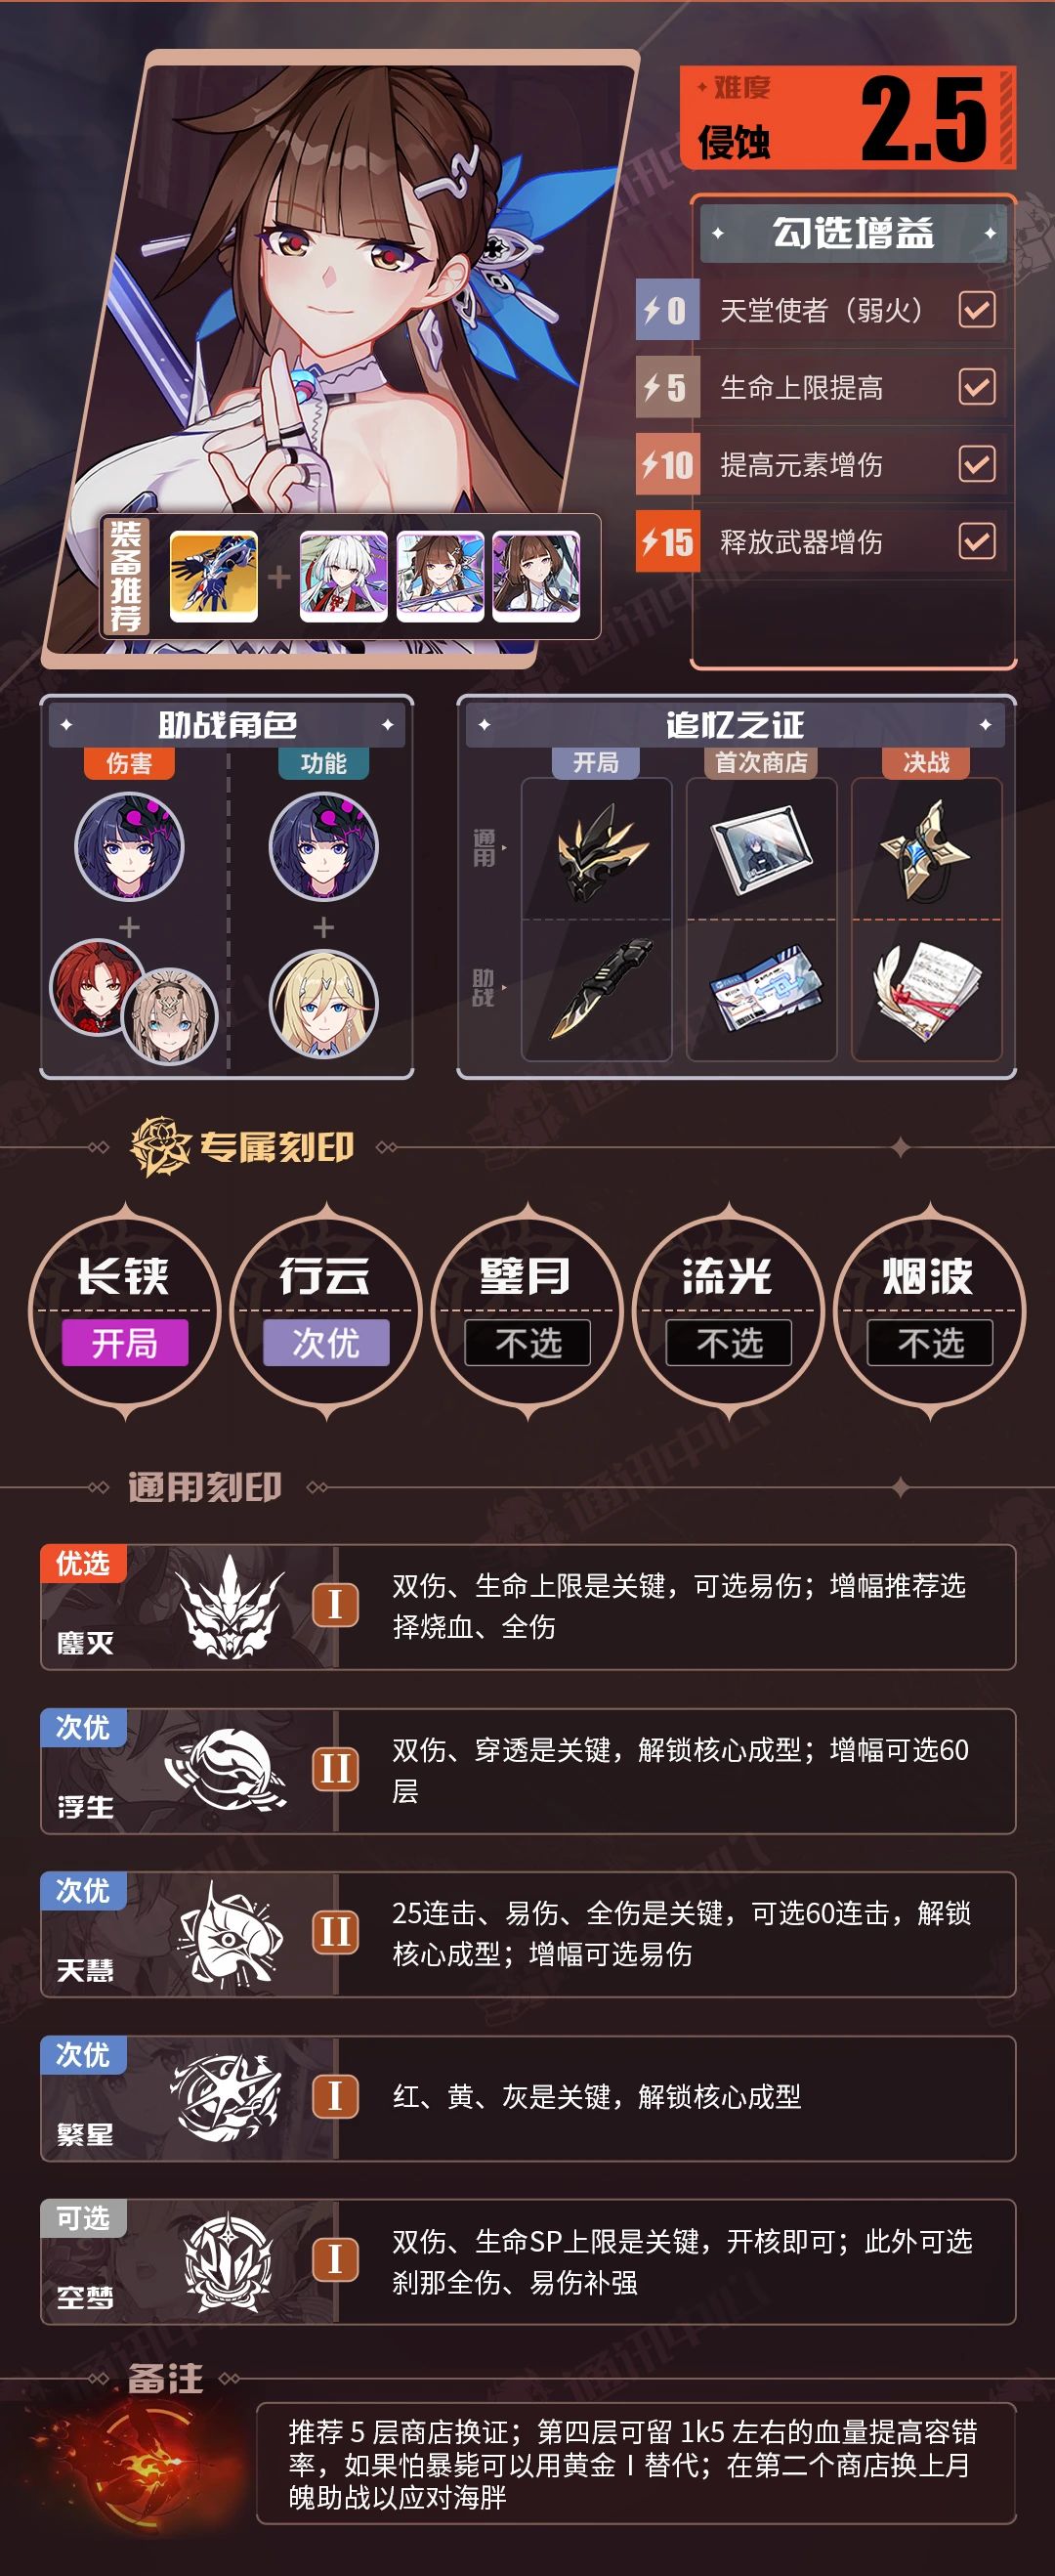 难度
侵蚀
2.5
勾选增益
0 天堂使者（弱火）
5 生命上限提高
10 提高元素增伤
15 释放武器增伤
装备推荐
助战角色
伤害
功能
追忆之证
开局
首次商店
决战
通用
助战
专属刻印
长铗
开局
行云
次优
壁月
不选
流光
不选
烟波
不选
通用刻印
优选
鏖灭
I
双伤、生命上限是关键，可选易伤；增幅推荐选
择烧血、全伤
次优
浮生
II
双伤、穿透是关键，解锁核心成型；增幅可选60
层
次优
天慧
II
25连击、易伤、全伤是关键，可选60连击，解锁
核心成型；增幅可选易伤
次优
繁星
I
红、黄、灰是关键，解锁核心成型
可选
空梦
I
双伤、生命SP上限是关键，开核即可；此外可选
刹那全伤、易伤补强
备注
推荐 5 层商店换证；第四层可留 1k5 左右的血量提高容错
率，如果怕暴毙可以用黄金 I 替代；在第二个商店换上月
魄助战以应对海胖